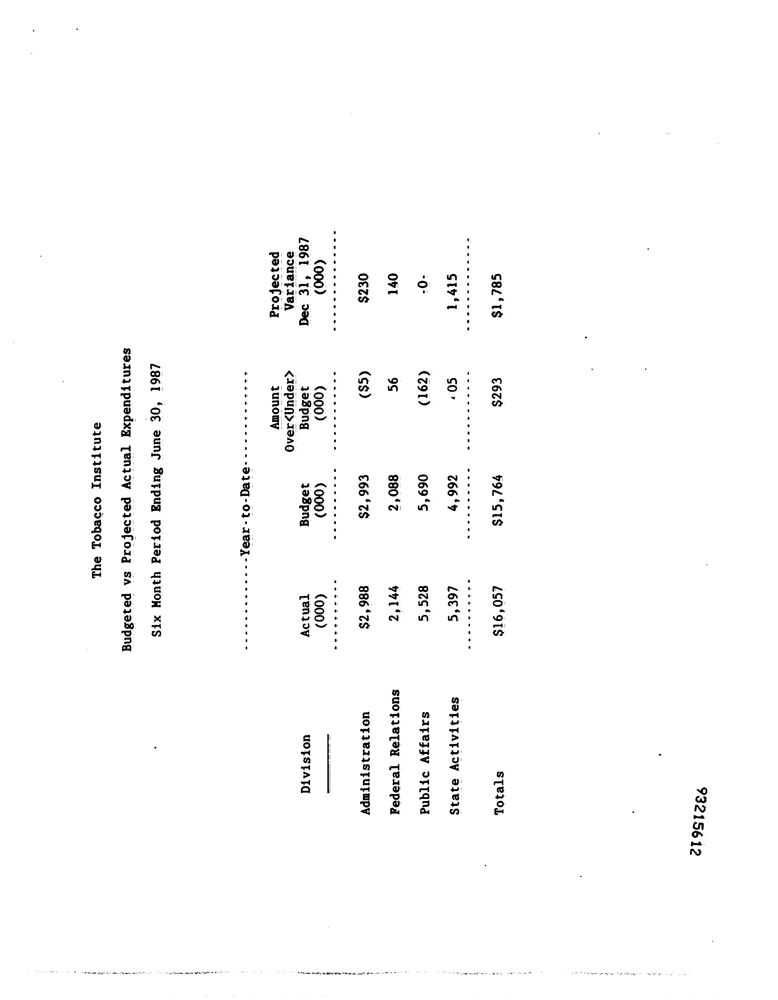 The Tobacco Institute
Budgeted vs Projected Actual Expenditures
Six Month Period Ending June 30, 1987
-------------Year-to-Date-------------
Projected
Amount Variance
Over<Under> Dec 31, 1987
Division Actual Budget Budget (000)
(000) (000) (000)
Administration $2,988 $2,993 ($5) $230
Federal Relations 2,144 2,088 56 140
Public Affairs 5,528 5,690 (162) -0-
State Activities 5,397 4,992 05 1,415
Totals $16,057 $15,764 $293 $1,785
93215612